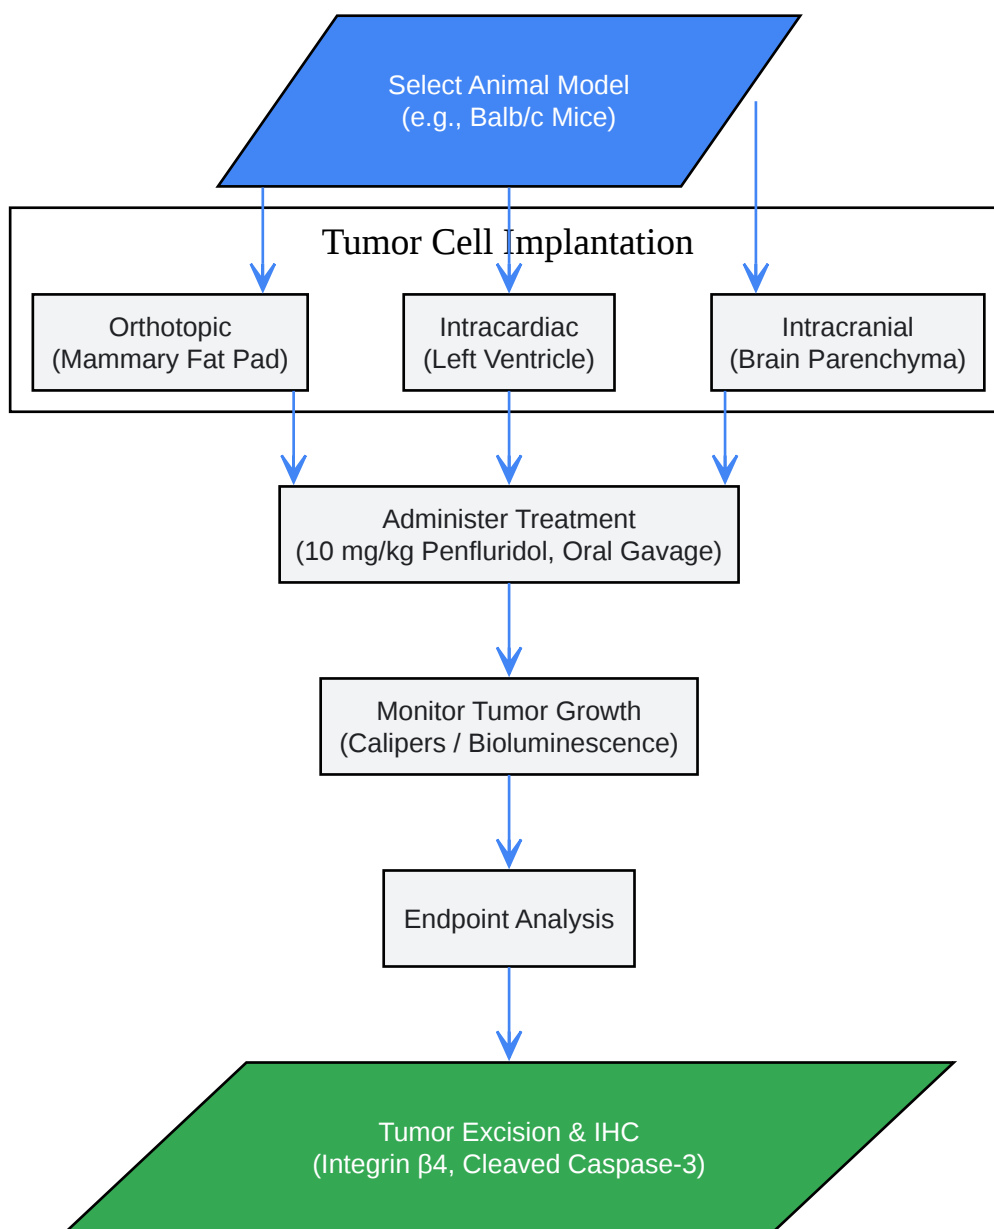 Select Animal Model
(e.g., Balb/c Mice)
Tumor Cell Implantation
Orthotopic
(Mammary Fat Pad)
Intracardiac
(Left Ventricle)
Intracranial
(Brain Parenchyma)
Administer Treatment
(10 mg/kg Penfluridol, Oral Gavage)
Monitor Tumor Growth
(Calipers / Bioluminescence)
Endpoint Analysis
Tumor Excision & IHC
(Integrin β4, Cleaved Caspase-3)